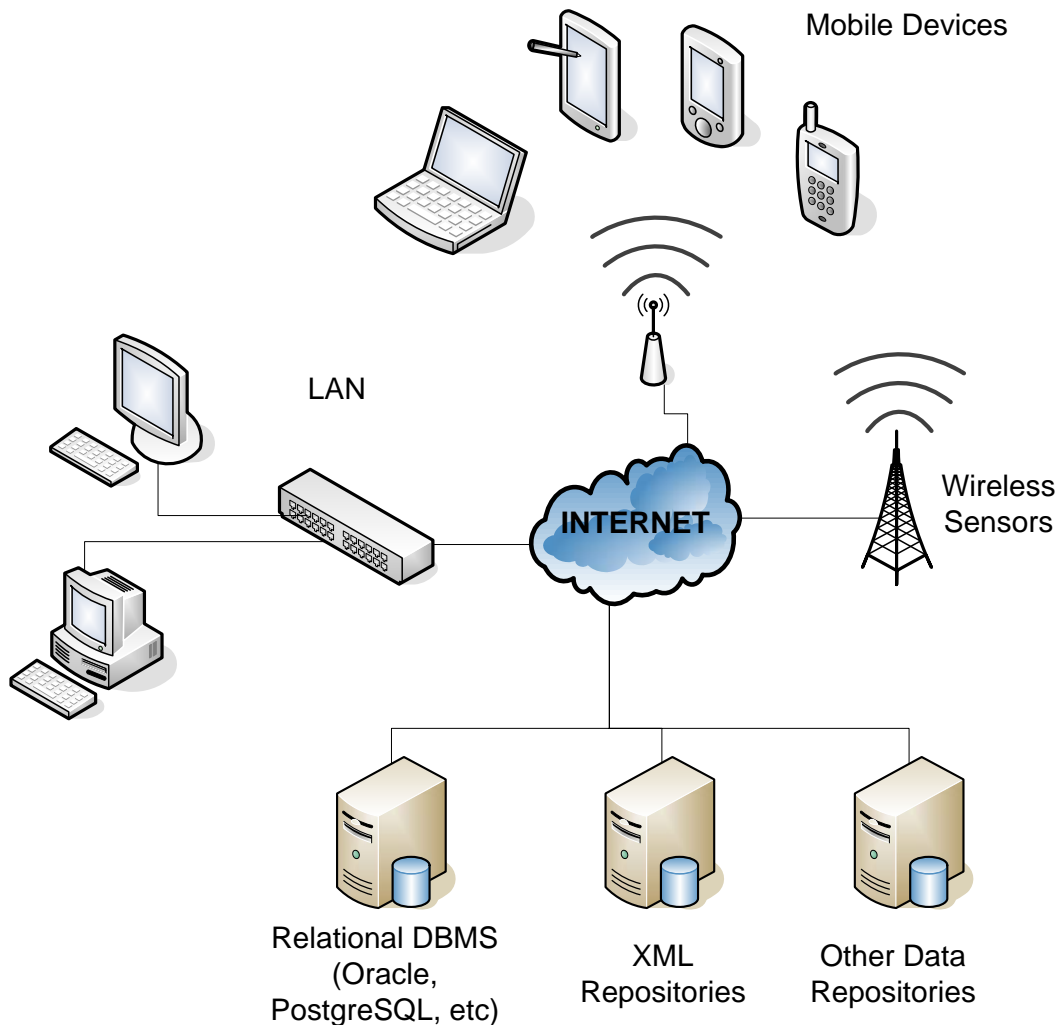 Mobile Devices
LAN
INTERNET
Wireless
Sensors
Relational DBMS
(Oracle,
PostgreSQL, etc)
XML
Repositories
Other Data
Repositories